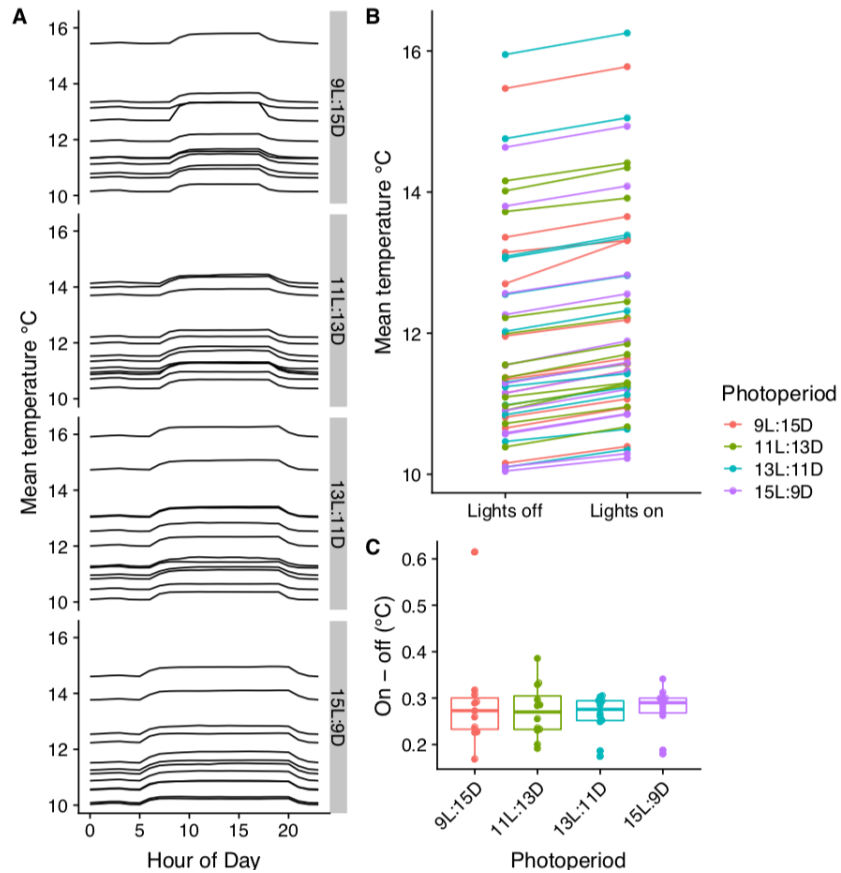 A
Mean temperature °C
16
14
12
10
9L:15D
16
14
12
10
11L:13D
16
14
12
10
13L:11D
16
14
12
10
15L:9D
0 5 10 15 20
Hour of Day
B
Mean temperature °C
16
14
12
10
Lights off Lights on
Photoperiod
9L:15D
11L:13D
13L:11D
15L:9D
C
On − off (°C)
0.6
0.5
0.4
0.3
0.2
9L:15D 11L:13D 13L:11D 15L:9D
Photoperiod